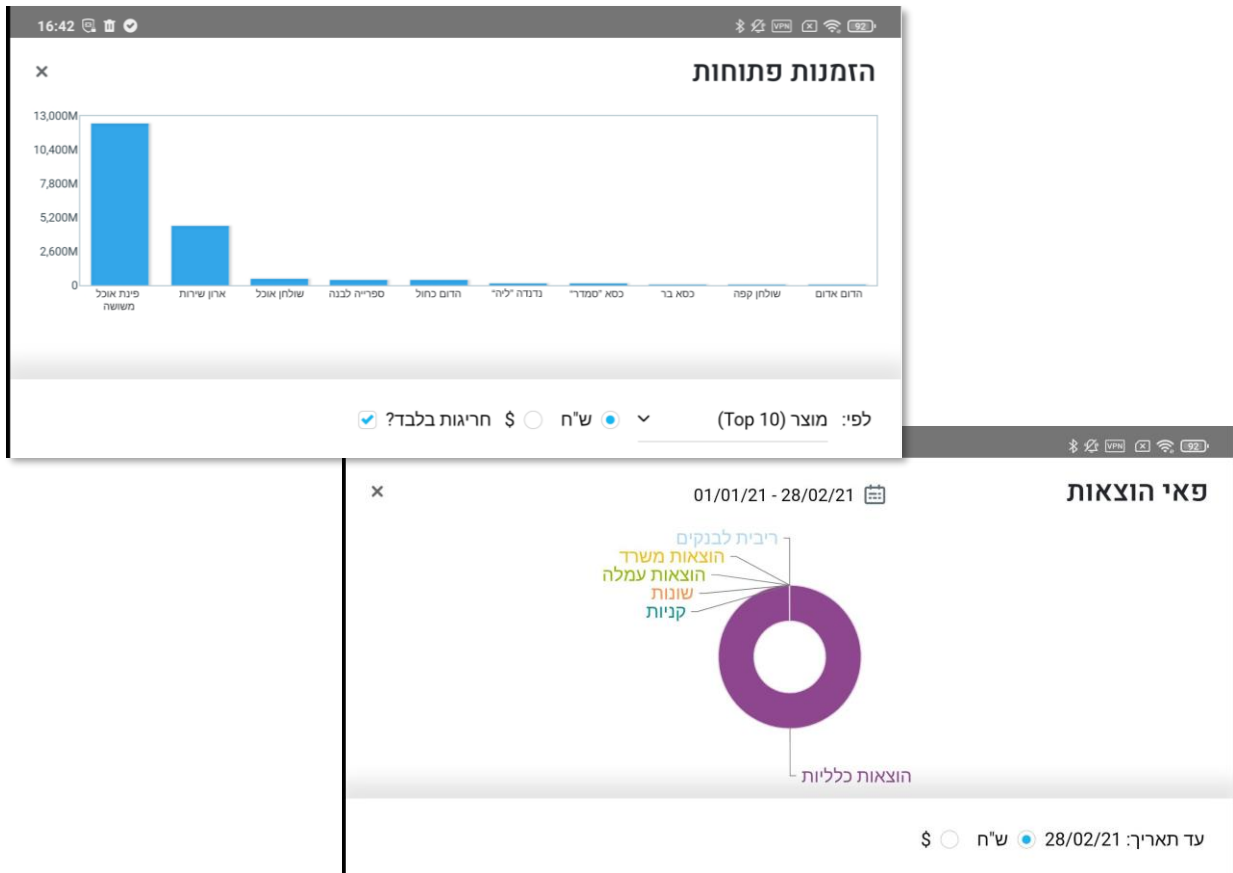 16:42
VPN 92
הזמנות פתוחות
×
13,000M
10,400M
7,800M
5,200M
2,600M
0
פינת אוכל
משושה
ארון שירות
שולחן אוכל
ספרייה לבנה
הדום כחול
נדנדה "ליה"
כסא "סמדר"
כסא בר
שולחן קפה
הדום אדום
לפי: מוצר (Top 10) ש"ח $ חריגות בלבד?
VPN 92
פאי הוצאות
01/01/21 - 28/02/21
×
ריבית לבנקים
הוצאות משרד
הוצאות עמלה
שונות
קניות
הוצאות כלליות
עד תאריך: 28/02/21 ש"ח $